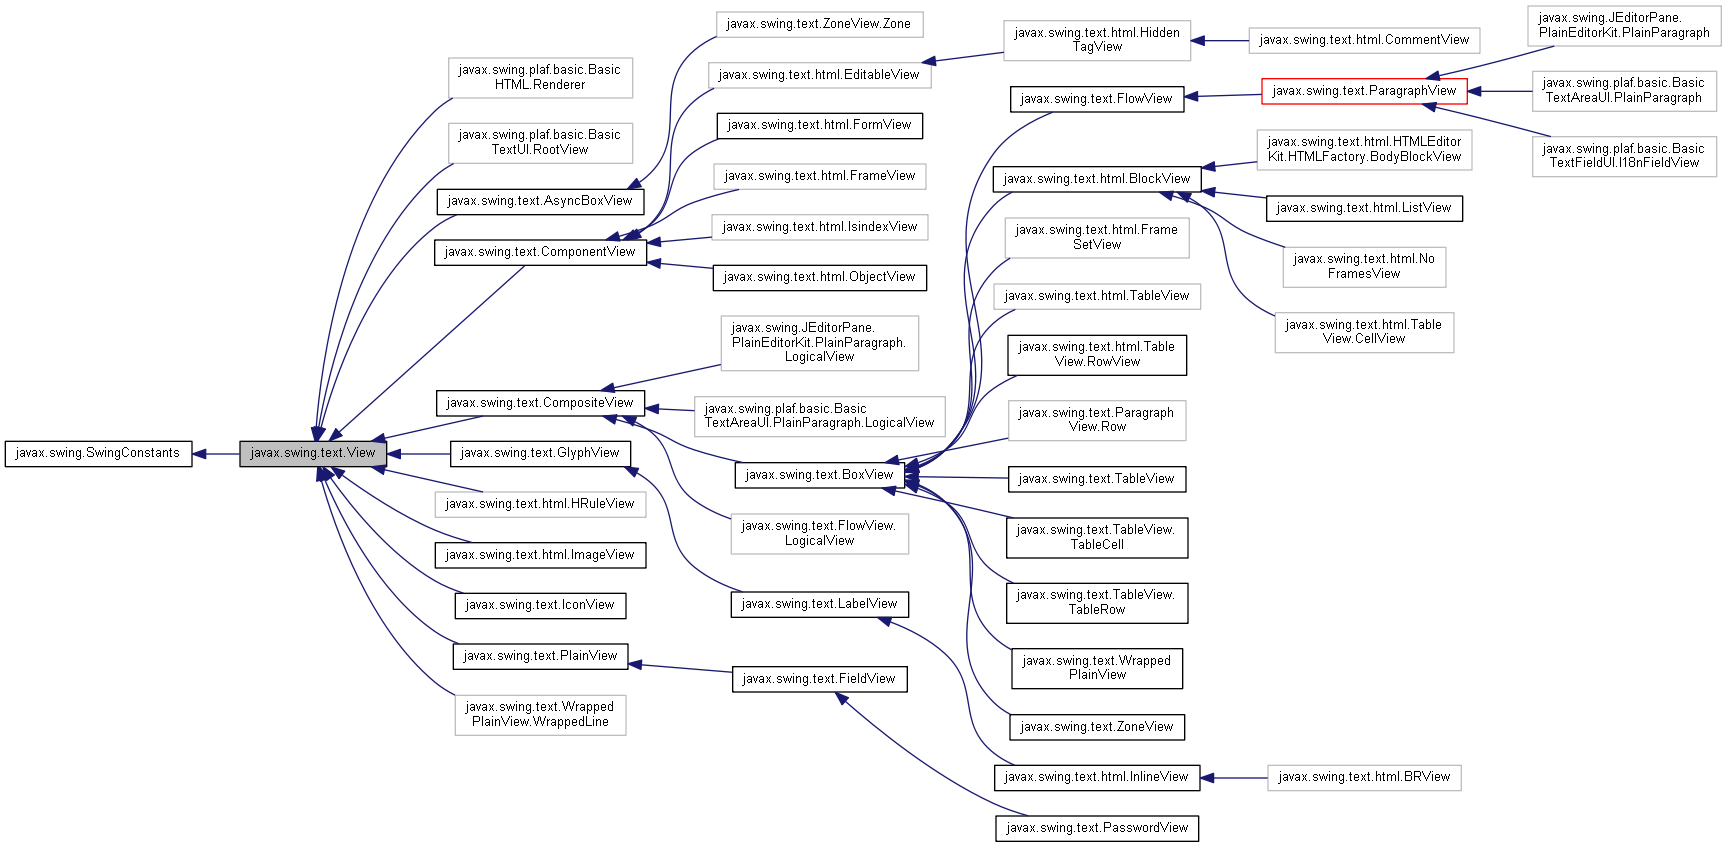 javax.swing.SwingConstants
javax.swing.text.View
javax.swing.plaf.basic.Basic
HTML.Renderer
javax.swing.plaf.basic.Basic
TextUI.RootView
javax.swing.text.AsyncBoxView
javax.swing.text.ComponentView
javax.swing.text.CompositeView
javax.swing.text.GlyphView
javax.swing.text.html.HRuleView
javax.swing.text.html.ImageView
javax.swing.text.IconView
javax.swing.text.PlainView
javax.swing.text.Wrapped
PlainView.WrappedLine
javax.swing.text.ZoneView.Zone
javax.swing.text.html.EditableView
javax.swing.text.html.FormView
javax.swing.text.html.FrameView
javax.swing.text.html.IsindexView
javax.swing.text.html.ObjectView
javax.swing.JEditorPane.
PlainEditorKit.PlainParagraph.
LogicalView
javax.swing.plaf.basic.Basic
TextAreaUI.PlainParagraph.LogicalView
javax.swing.text.BoxView
javax.swing.text.FlowView.
LogicalView
javax.swing.text.LabelView
javax.swing.text.FieldView
javax.swing.text.html.Hidden
TagView
javax.swing.text.FlowView
javax.swing.text.html.BlockView
javax.swing.text.html.Frame
SetView
javax.swing.text.html.TableView
javax.swing.text.html.Table
View.RowView
javax.swing.text.Paragraph
View.Row
javax.swing.text.TableView
javax.swing.text.TableView.
TableCell
javax.swing.text.TableView.
TableRow
javax.swing.text.Wrapped
PlainView
javax.swing.text.ZoneView
javax.swing.text.html.InlineView
javax.swing.text.PasswordView
javax.swing.text.html.CommentView
javax.swing.text.ParagraphView
javax.swing.text.html.HTMLEditor
Kit.HTMLFactory.BodyBlockView
javax.swing.text.html.ListView
javax.swing.text.html.No
FramesView
javax.swing.text.html.Table
View.CellView
javax.swing.text.html.BRView
javax.swing.JEditorPane.
PlainEditorKit.PlainParagraph
javax.swing.plaf.basic.Basic
TextAreaUI.PlainParagraph
javax.swing.plaf.basic.Basic
TextFieldUI.I18nFieldView